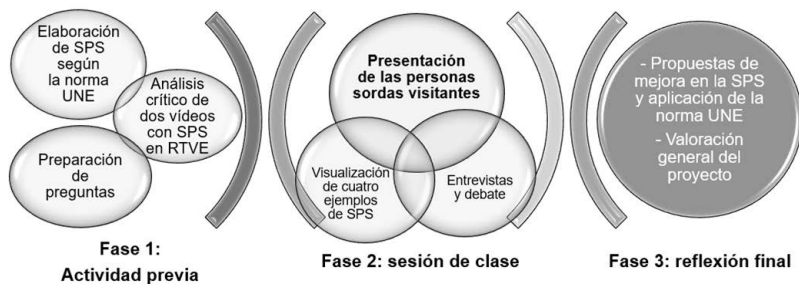 Elaboración
de SPS
según
la norma
UNE
Análisis
crítico de
dos vídeos
con SPS
en RTVE
Preparación
de
preguntas
Fase 1:
Actividad previa
Presentación
de las personas
sordas visitantes
Visualización
de cuatro
ejemplos
de SPS
Entrevistas
y debate
Fase 2: sesión de clase
- Propuestas de
mejora en la SPS
y aplicación de la
norma UNE
- Valoración
general del
proyecto
Fase 3: reflexión final